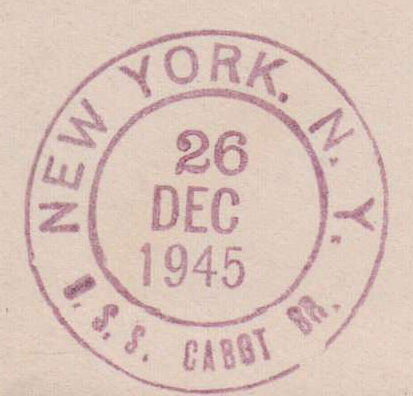 NEW YORK, N. Y.
26
DEC
1945
U.S.S. CABOT BR.